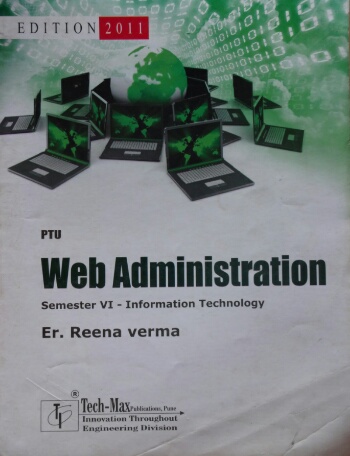 EDITION 2011
PTU
Web Administration
Semester VI - Information Technology
Er. Reena verma
®
Tech-Max Publications, Pune
Innovation Throughout
Engineering Division